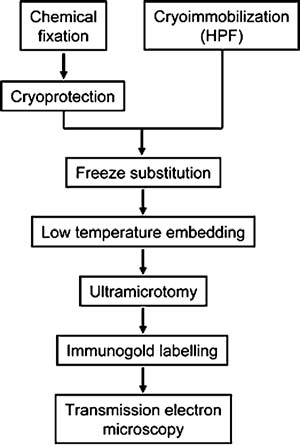 Chemical
fixation
Cryoimmobilization
(HPF)
Cryoprotection
Freeze substitution
Low temperature embedding
Ultramicrotomy
Immunogold labelling
Transmission electron
microscopy